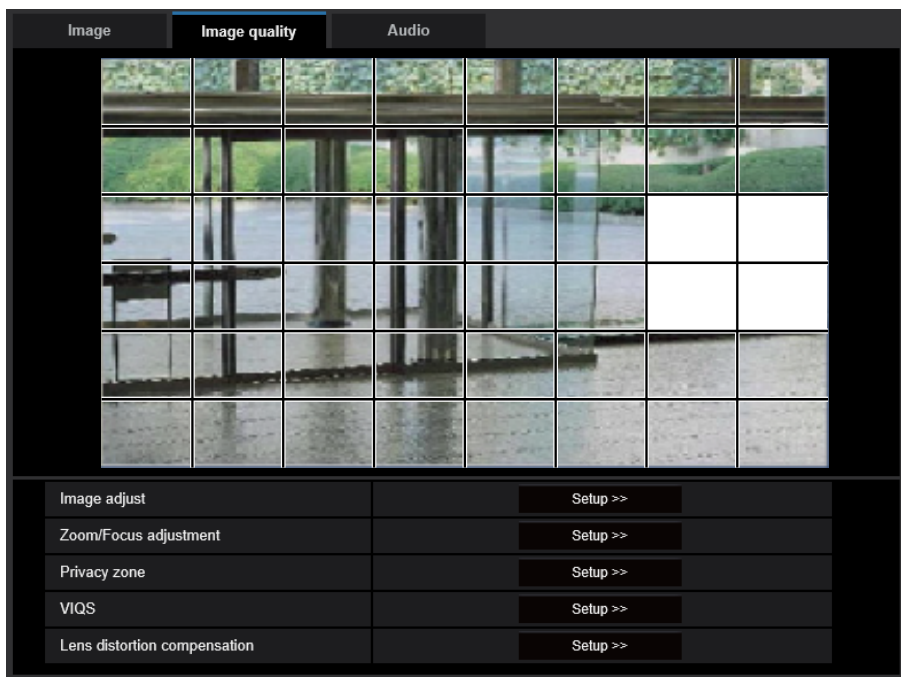 Image Image quality Audio
Image adjust Setup >>
Zoom/Focus adjustment Setup >>
Privacy zone Setup >>
VIQS Setup >>
Lens distortion compensation Setup >>